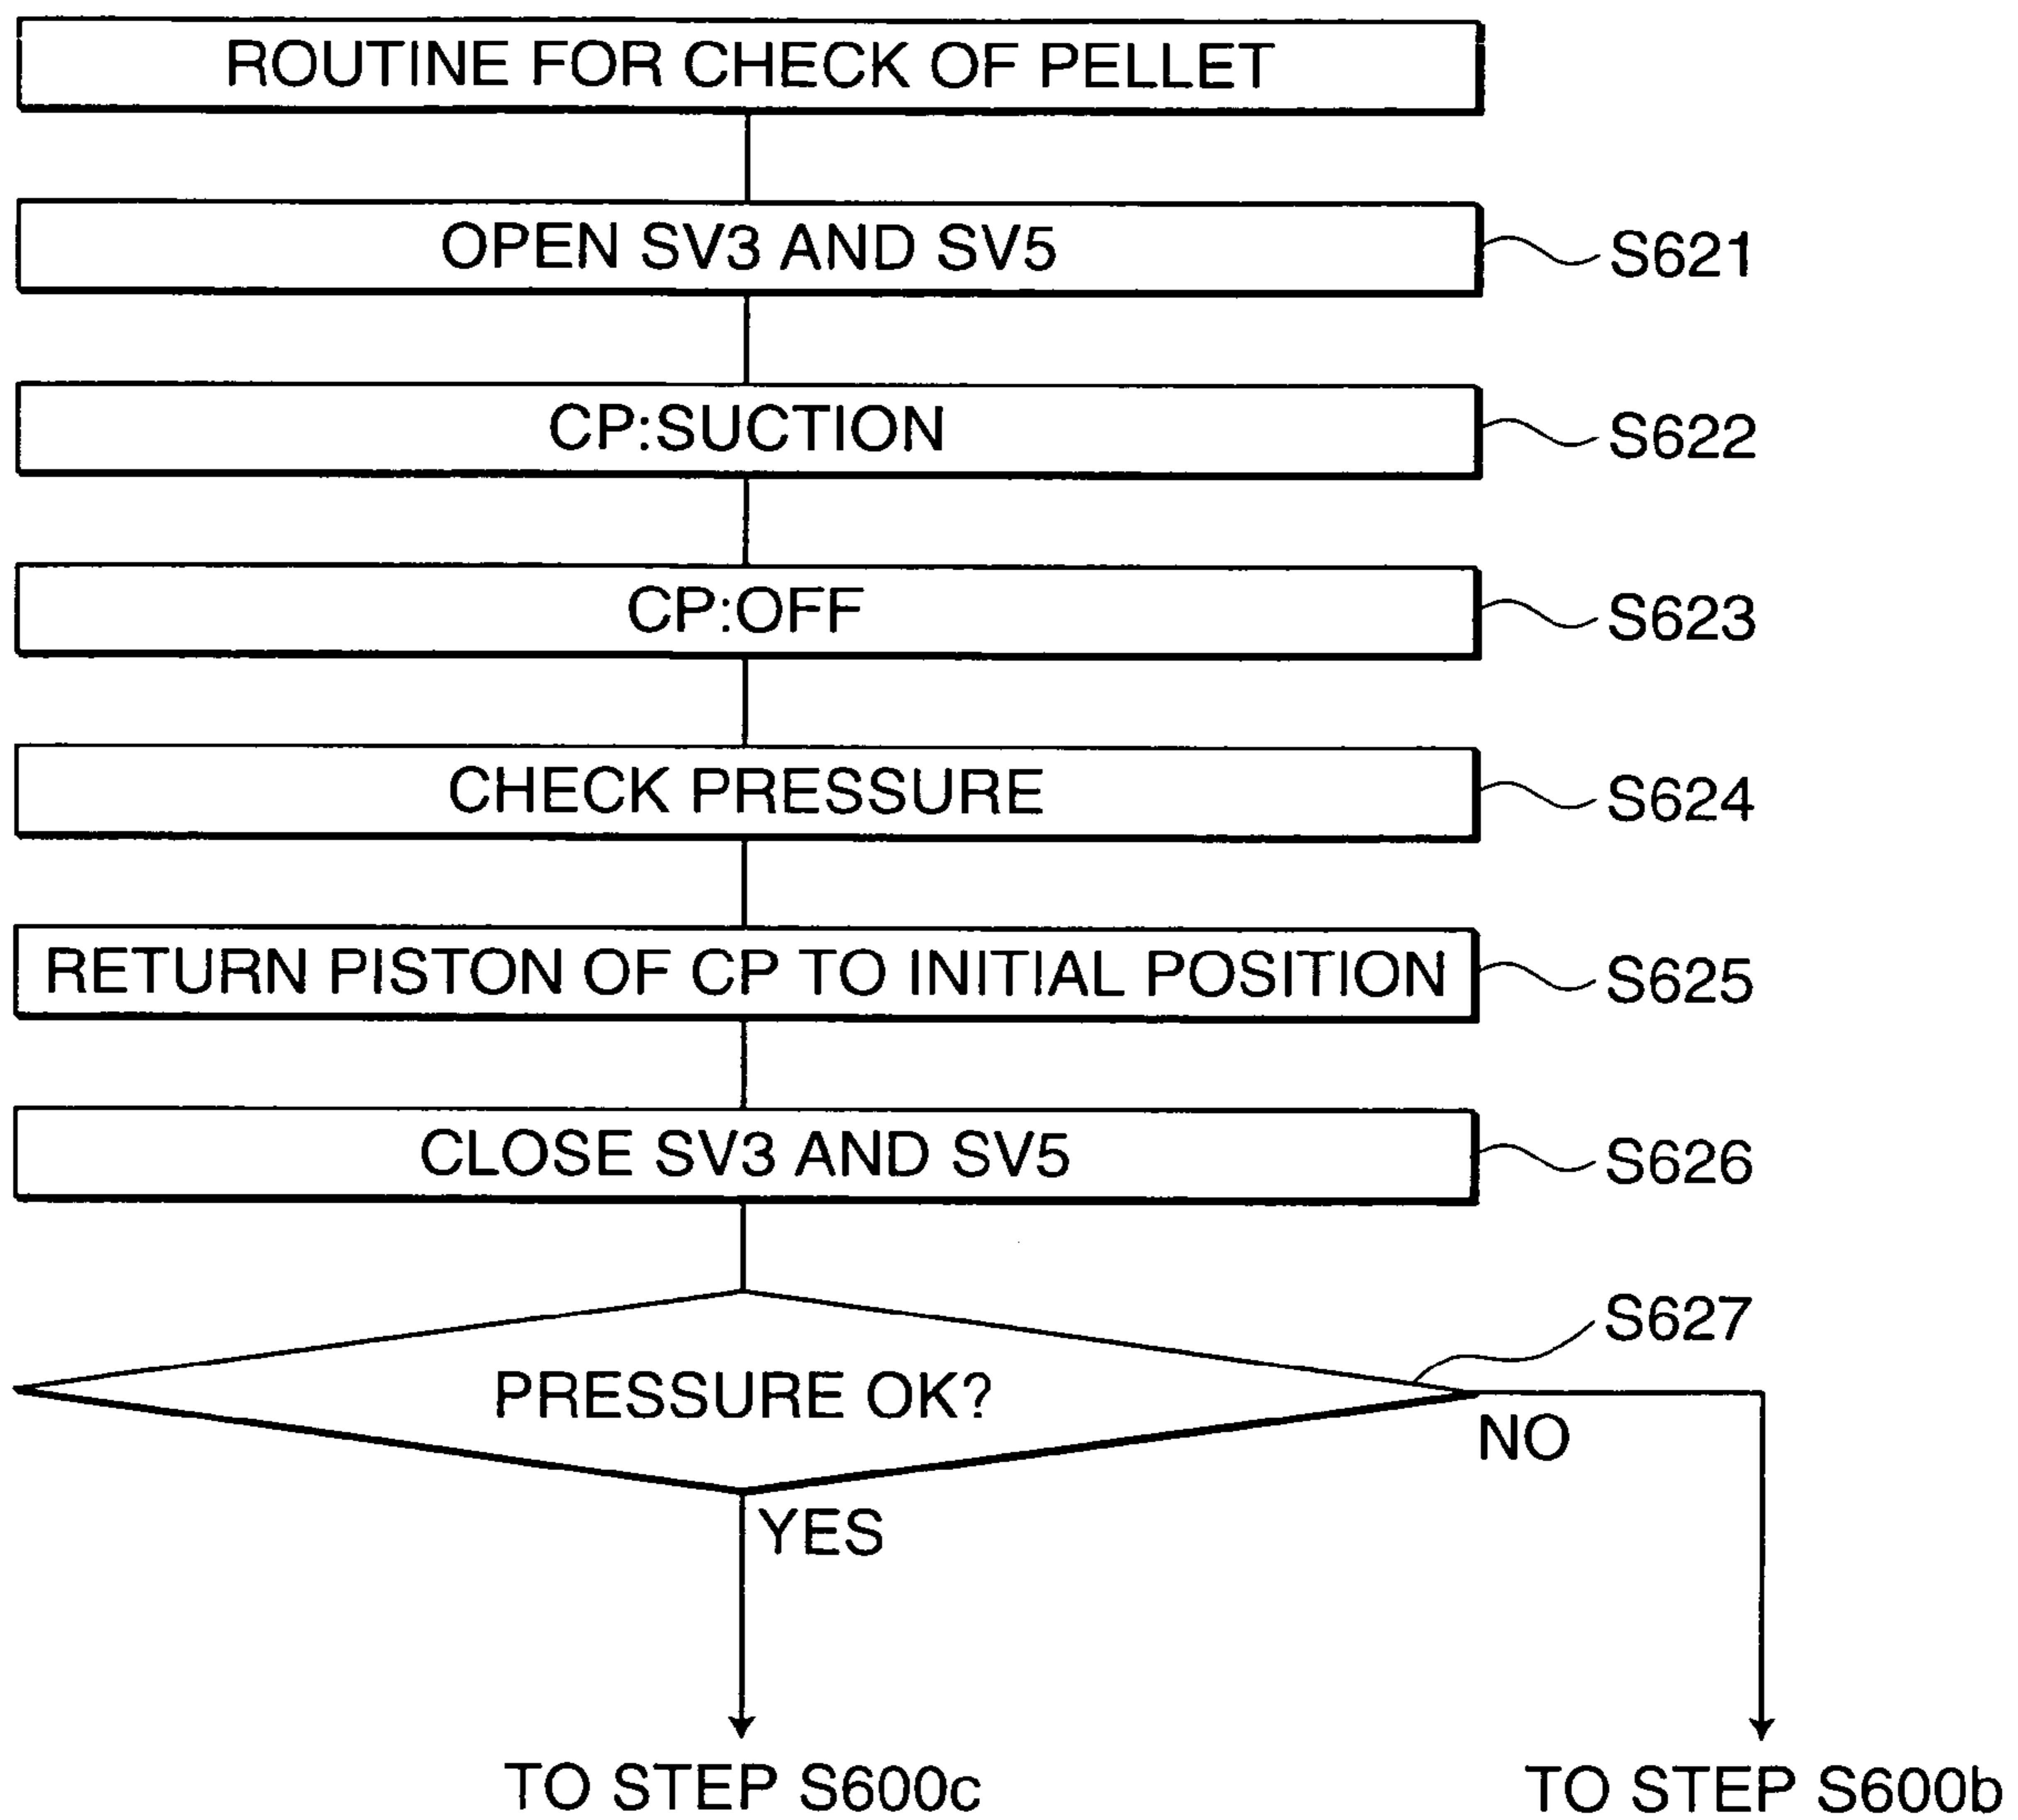 ROUTINE FOR CHECK OF PELLET
OPEN SV3 AND SV5
S621
CP:SUCTION
S622
CP:OFF
S623
CHECK PRESSURE
S624
RETURN PISTON OF CP TO INITIAL POSITION
S625
CLOSE SV3 AND SV5
S626
S627
PRESSURE OK?
NO
YES
TO STEP S600c
TO STEP S600b